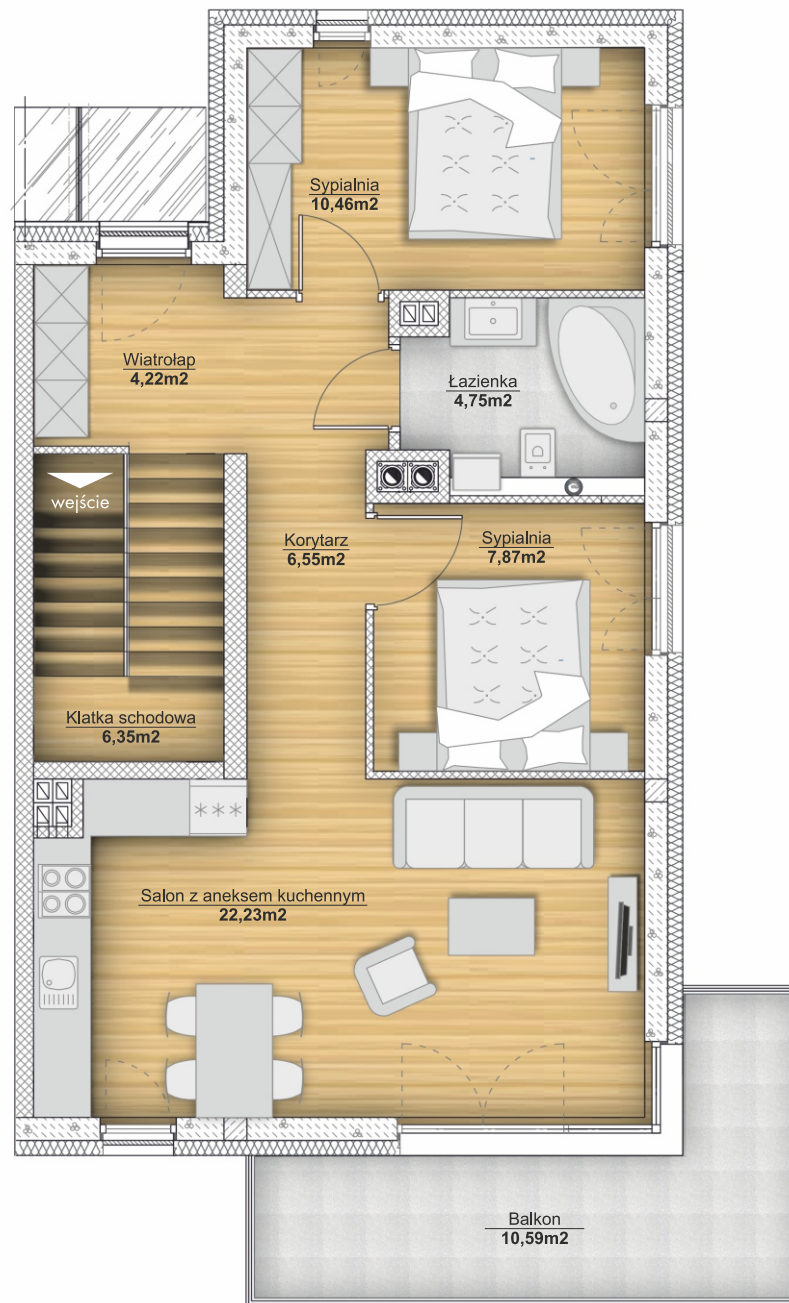 Sypialnia
10,46m2
Wiatrołap
4,22m2
Łazienka
4,75m2
wejście
Korytarz
6,55m2
Sypialnia
7,87m2
Klatka schodowa
6,35m2
Salon z aneksem kuchennym
22,23m2
Balkon
10,59m2